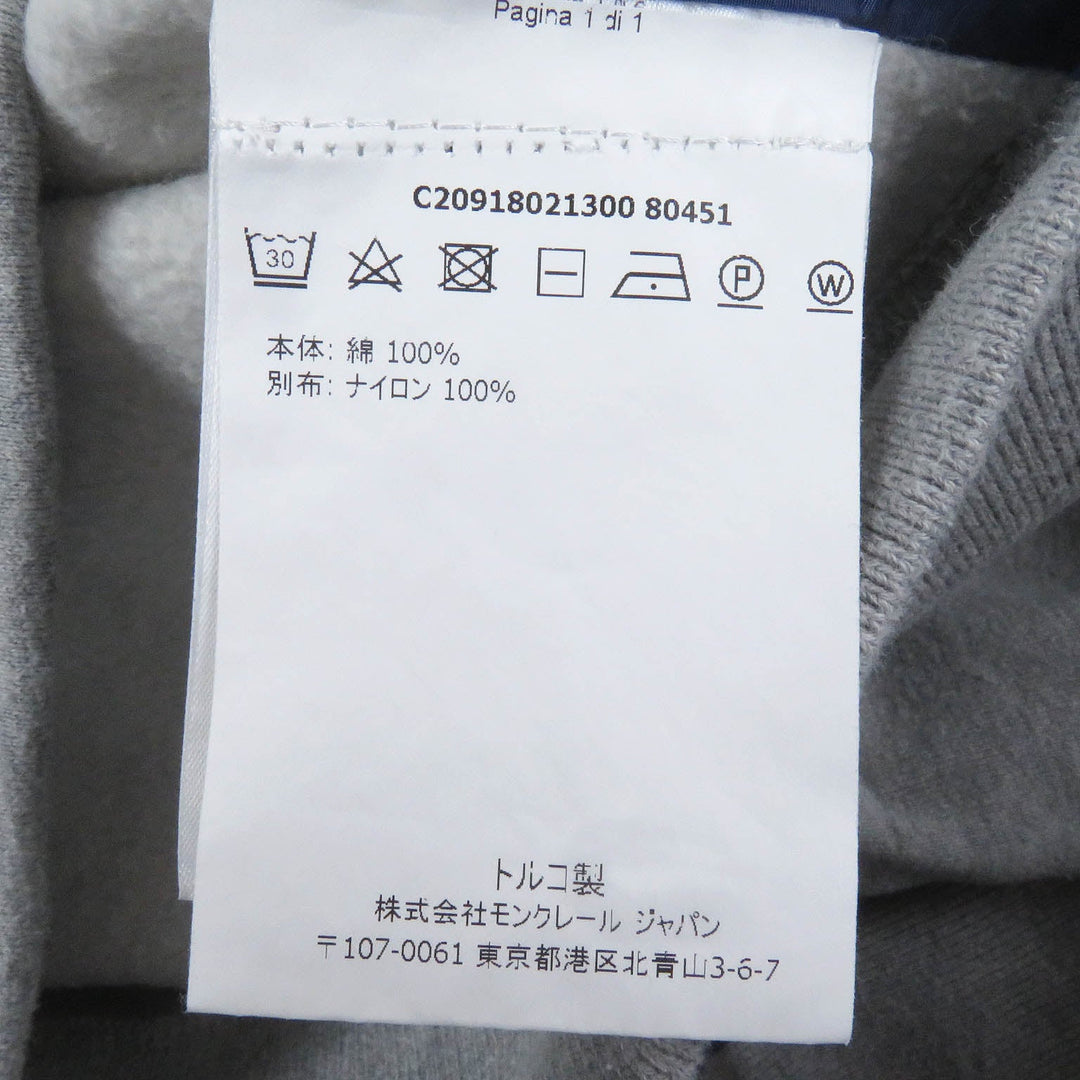 Pagina 1 di 1
C20918021300 80451
30 P W
本体: 綿 100%
別布: ナイロン 100%
トルコ製
株式会社モンクレール ジャパン
〒107-0061 東京都港区北青山3-6-7